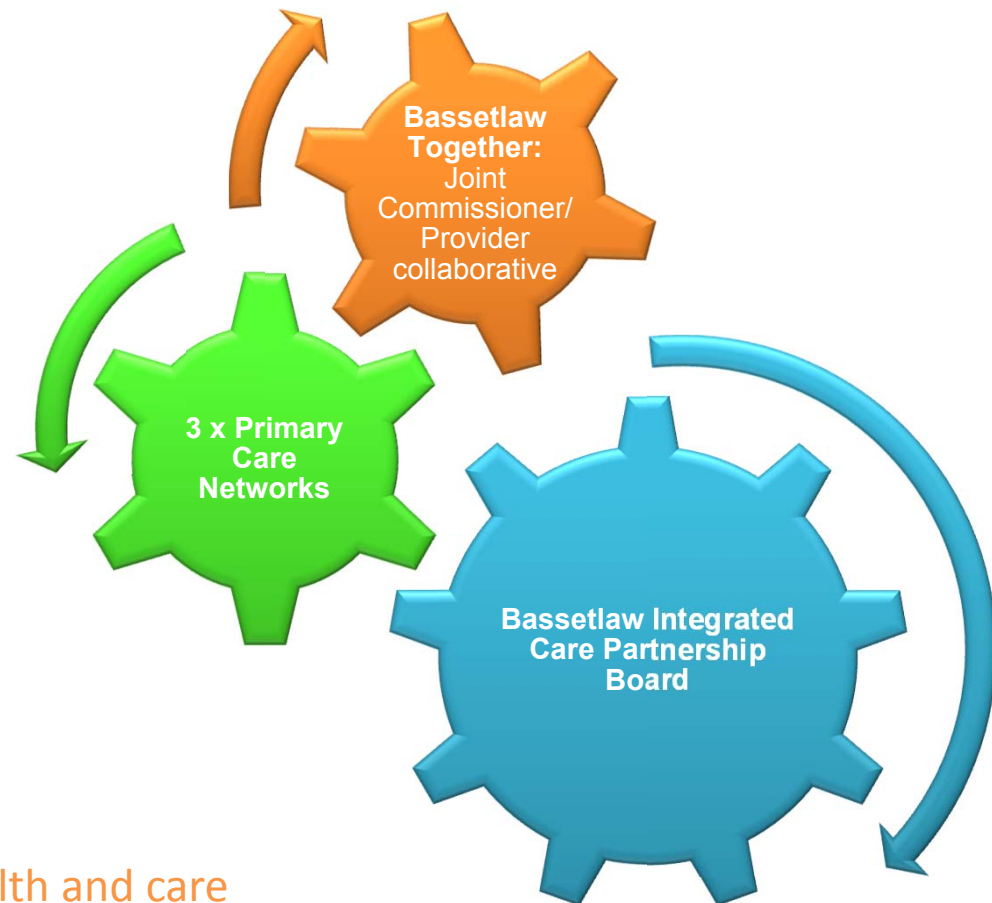 Bassetlaw
Together:
Joint
Commissioner/
Provider
collaborative
3 x Primary
Care
Networks
Bassetlaw Integrated
Care Partnership
Board
lth and care